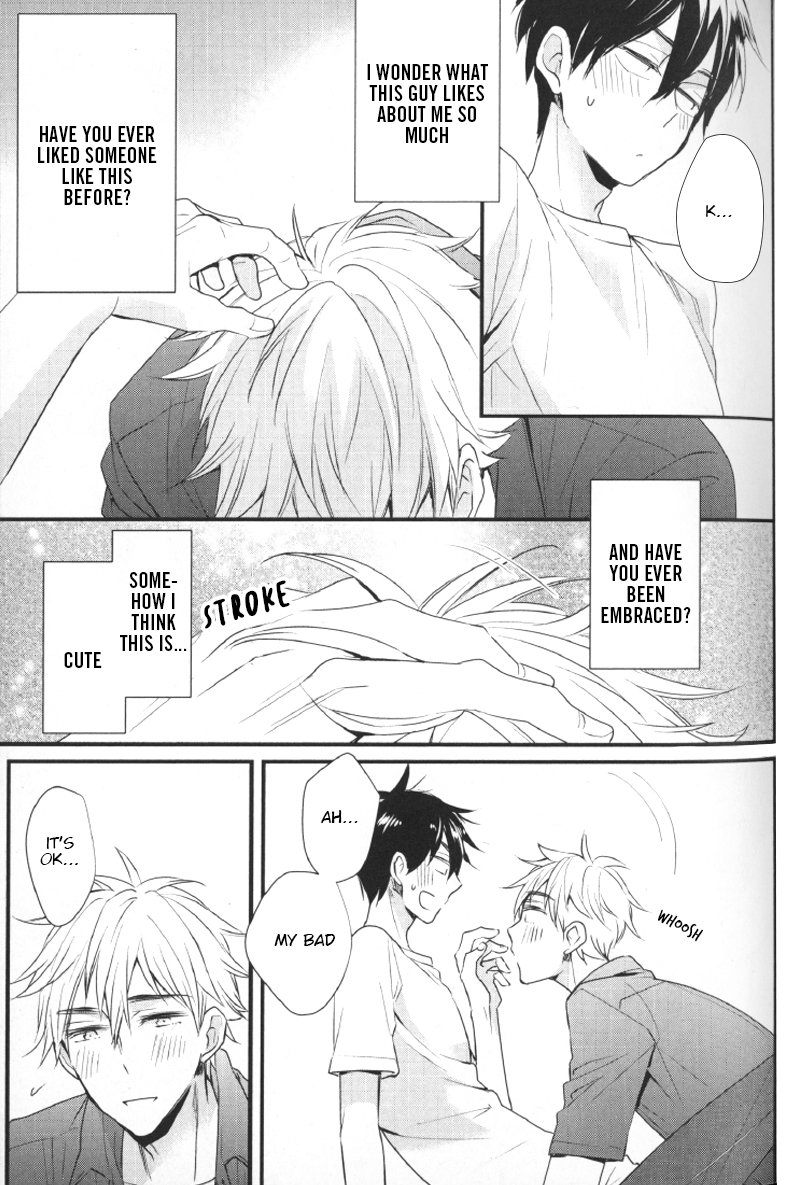 K...
I WONDER WHAT
THIS GUY LIKES
ABOUT ME SO
MUCH
HAVE YOU EVER
LIKED SOMEONE
LIKE THIS
BEFORE?
AND HAVE
YOU EVER
BEEN
EMBRACED?
STROKE
SOME-
HOW I
THINK
THIS IS...
CUTE
AH...
MY BAD
WHOOSH
IT'S
OK...